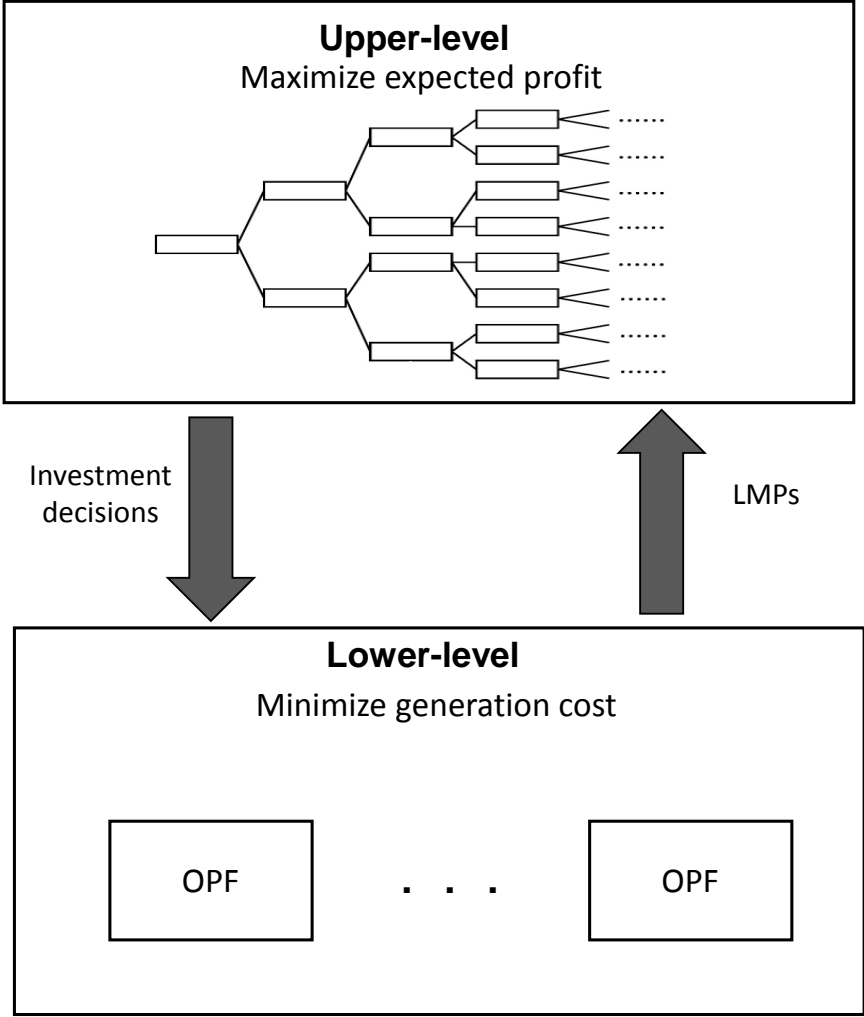 Upper-level
Maximize expected profit
......
......
......
......
......
......
......
......
Investment
decisions
LMPs
Lower-level
Minimize generation cost
OPF
. . .
OPF